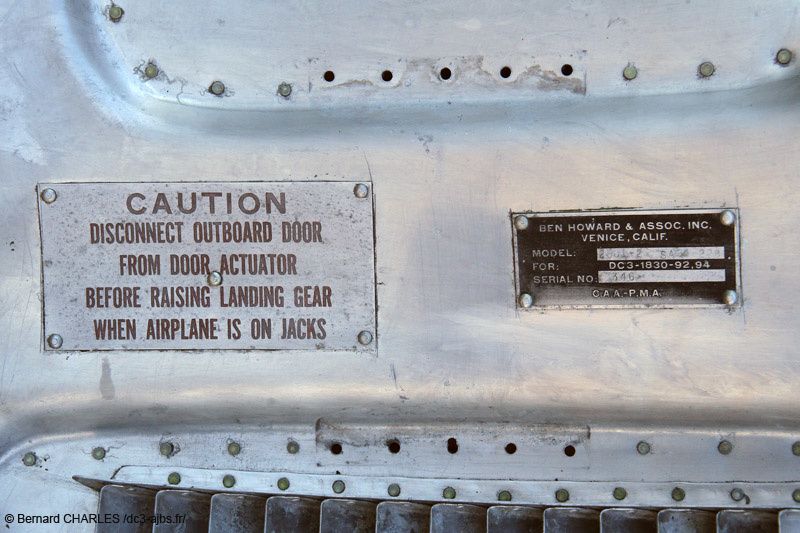 CAUTION
DISCONNECT OUTBOARD DOOR
FROM DOOR ACTUATOR
BEFORE RAISING LANDING GEAR
WHEN AIRPLANE IS ON JACKS
BEN HOWARD & ASSOC. INC.
VENICE, CALIF.
MODEL:
FOR: DC3-1830-92,94
SERIAL NO. 146
C.A.A.-P.M.A.
© Bernard CHARLES /dc3-ajbs.fr/